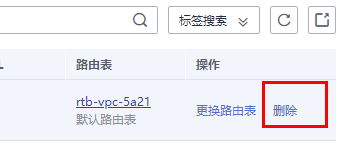 标签搜索
路由表 操作
rtb-vpc-5a21
默认路由表
更换路由表 删除